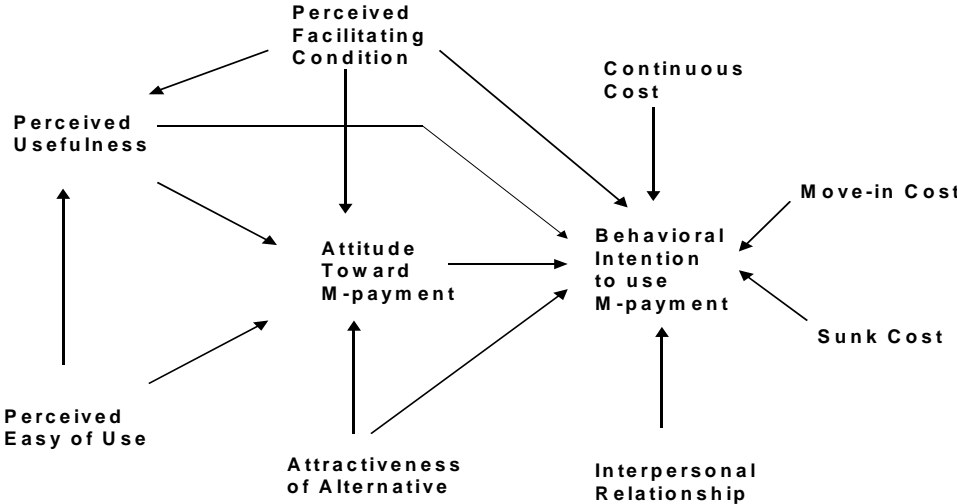 Perceived
Facilitating
Condition
Continuous
Cost
Perceived
Usefulness
Move-in Cost
Attitude
Toward
M-payment
Behavioral
Intention
to use
M-payment
Sunk Cost
Perceived
Easy of Use
Attractiveness
of Alternative
Interpersonal
Relationship